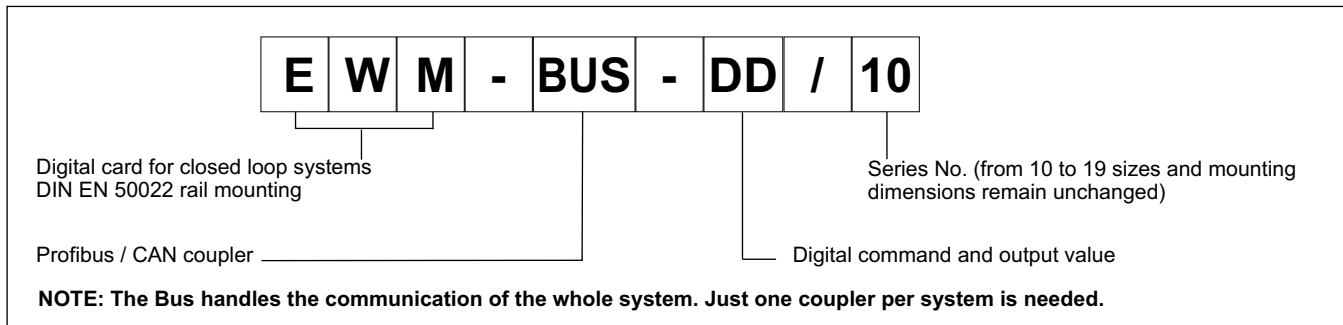 E W M - BUS - DD / 10
Digital card for closed loop systems
DIN EN 50022 rail mounting
Series No. (from 10 to 19 sizes and mounting
dimensions remain unchanged)
Profibus / CAN coupler
Digital command and output value
NOTE: The Bus handles the communication of the whole system. Just one coupler per system is needed.